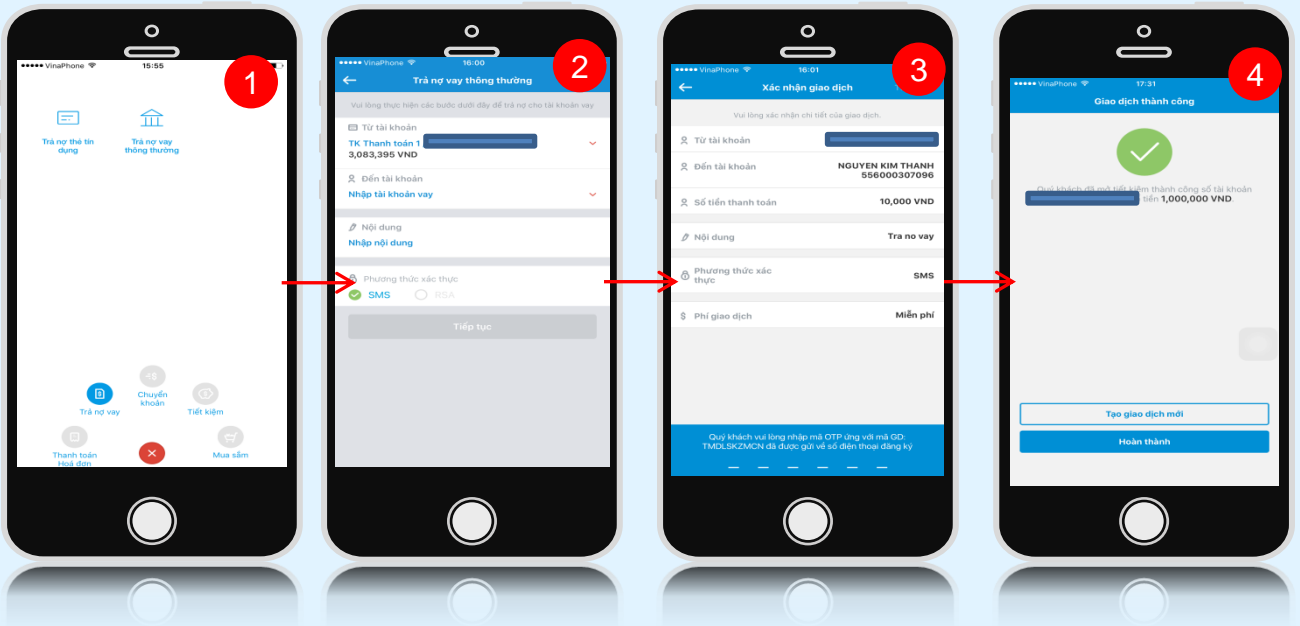 1
VinaPhone 15:55
Trả nợ thẻ tín
dụng
Trả nợ vay
thông thường
+$
Chuyển
khoản
Trả nợ vay
Tiết kiệm
Thanh toán
Hoá đơn
Mua sắm
2
VinaPhone 16:00
Trả nợ vay thông thường
Vui lòng thực hiện các bước dưới đây để trả nợ cho tài khoản vay
Từ tài khoản
TK Thanh toán 1
3,083,395 VND
Đến tài khoản
Nhập tài khoản vay
Nội dung
Nhập nội dung
Phương thức xác thực
SMS RSA
Tiếp tục
3
VinaPhone 16:01
Xác nhận giao dịch
Vui lòng xác nhận chi tiết của giao dịch.
Từ tài khoản
Đến tài khoản NGUYEN KIM THANH
556000307096
Số tiền thanh toán 10,000 VND
Nội dung Tra no vay
Phương thức xác
thực SMS
$ Phí giao dịch Miễn phí
Quý khách vui lòng nhập mã OTP ứng với mã GD:
TMDLSKZMCN đã được gửi về số điện thoại đăng ký
4
VinaPhone 17:31
Giao dịch thành công
Quý khách đã mở tiết kiệm thành công số tài khoản
tiền 1,000,000 VND.
Tạo giao dịch mới
Hoàn thành